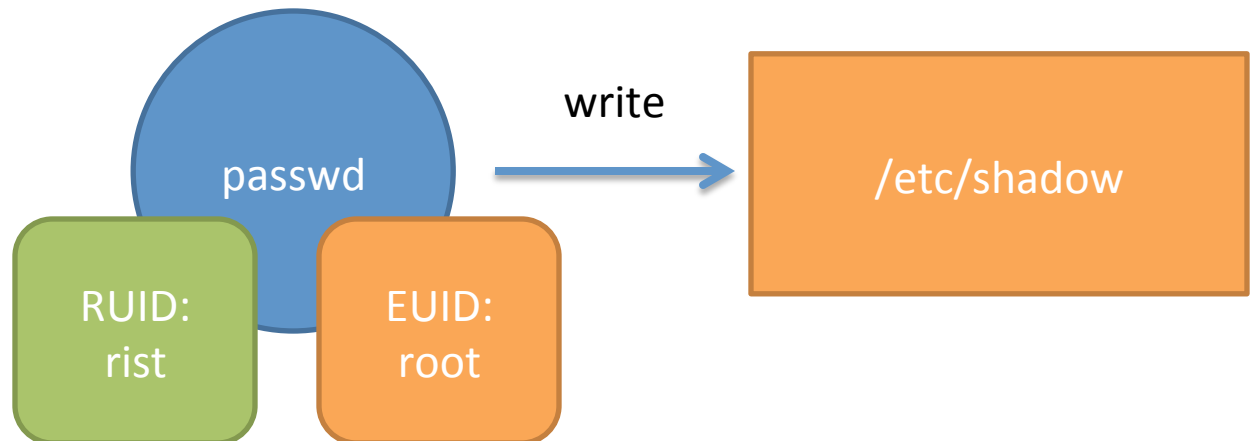 passwd
write
/etc/shadow
RUID:
rist
EUID:
root